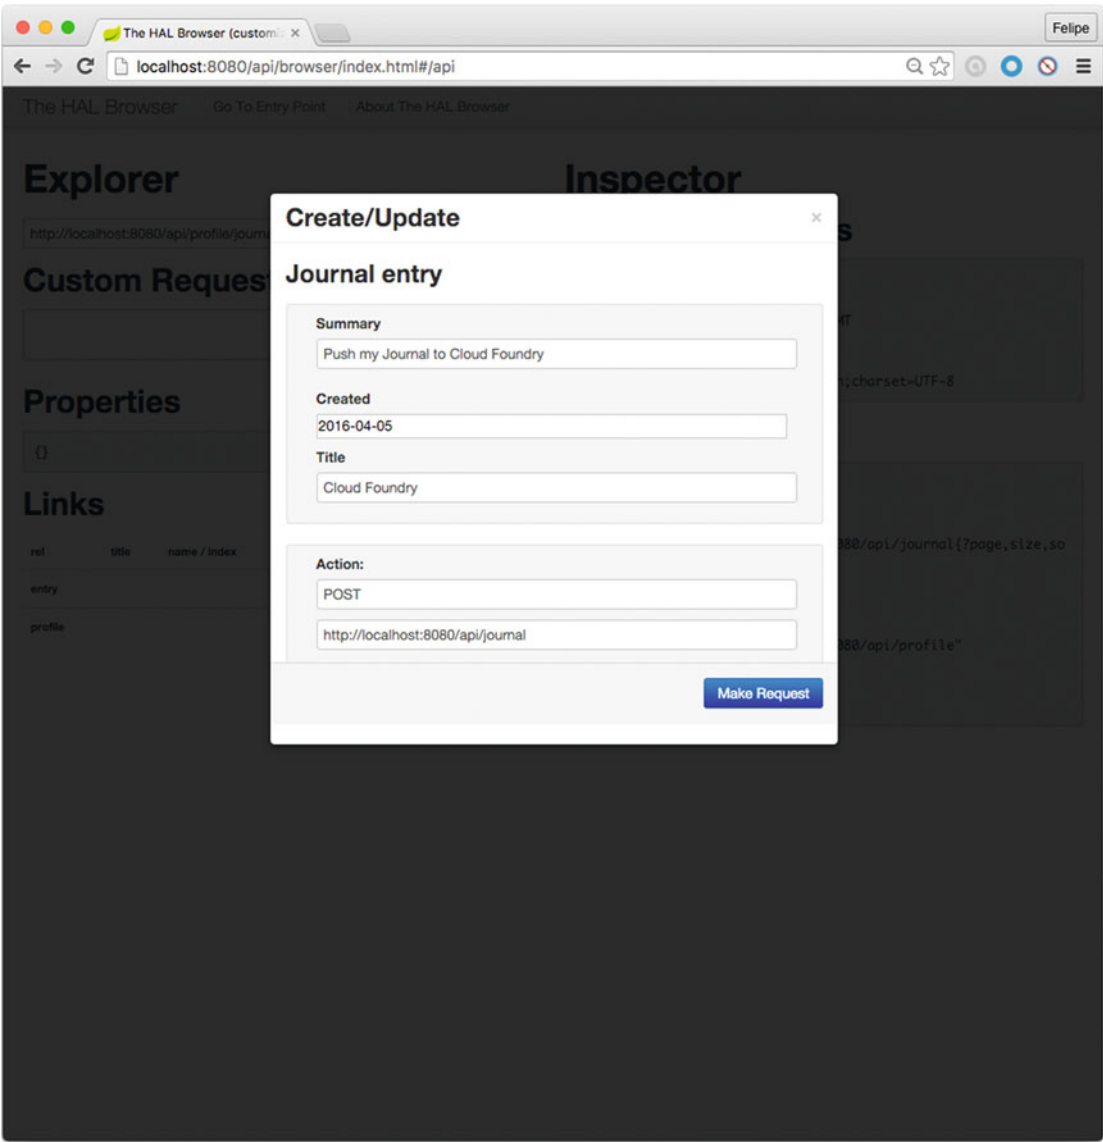 The HAL Browser (customi
Felipe
localhost:8080/api/browser/index.html#/api
The HAL Browser Go To Entry Point About The HAL Browser
Explorer
Inspector
http://localhost:8080/api/profile/journa
Custom Reques
Properties
{}
Links
rel title name / index
entry
profile
Create/Update
×
Journal entry
Summary
Push my Journal to Cloud Foundry
Created
2016-04-05
Title
Cloud Foundry
Action:
POST
http://localhost:8080/api/journal
Make Request
s
MT
n;charset=UTF-8
080/api/journal{?page,size,so
080/api/profile"